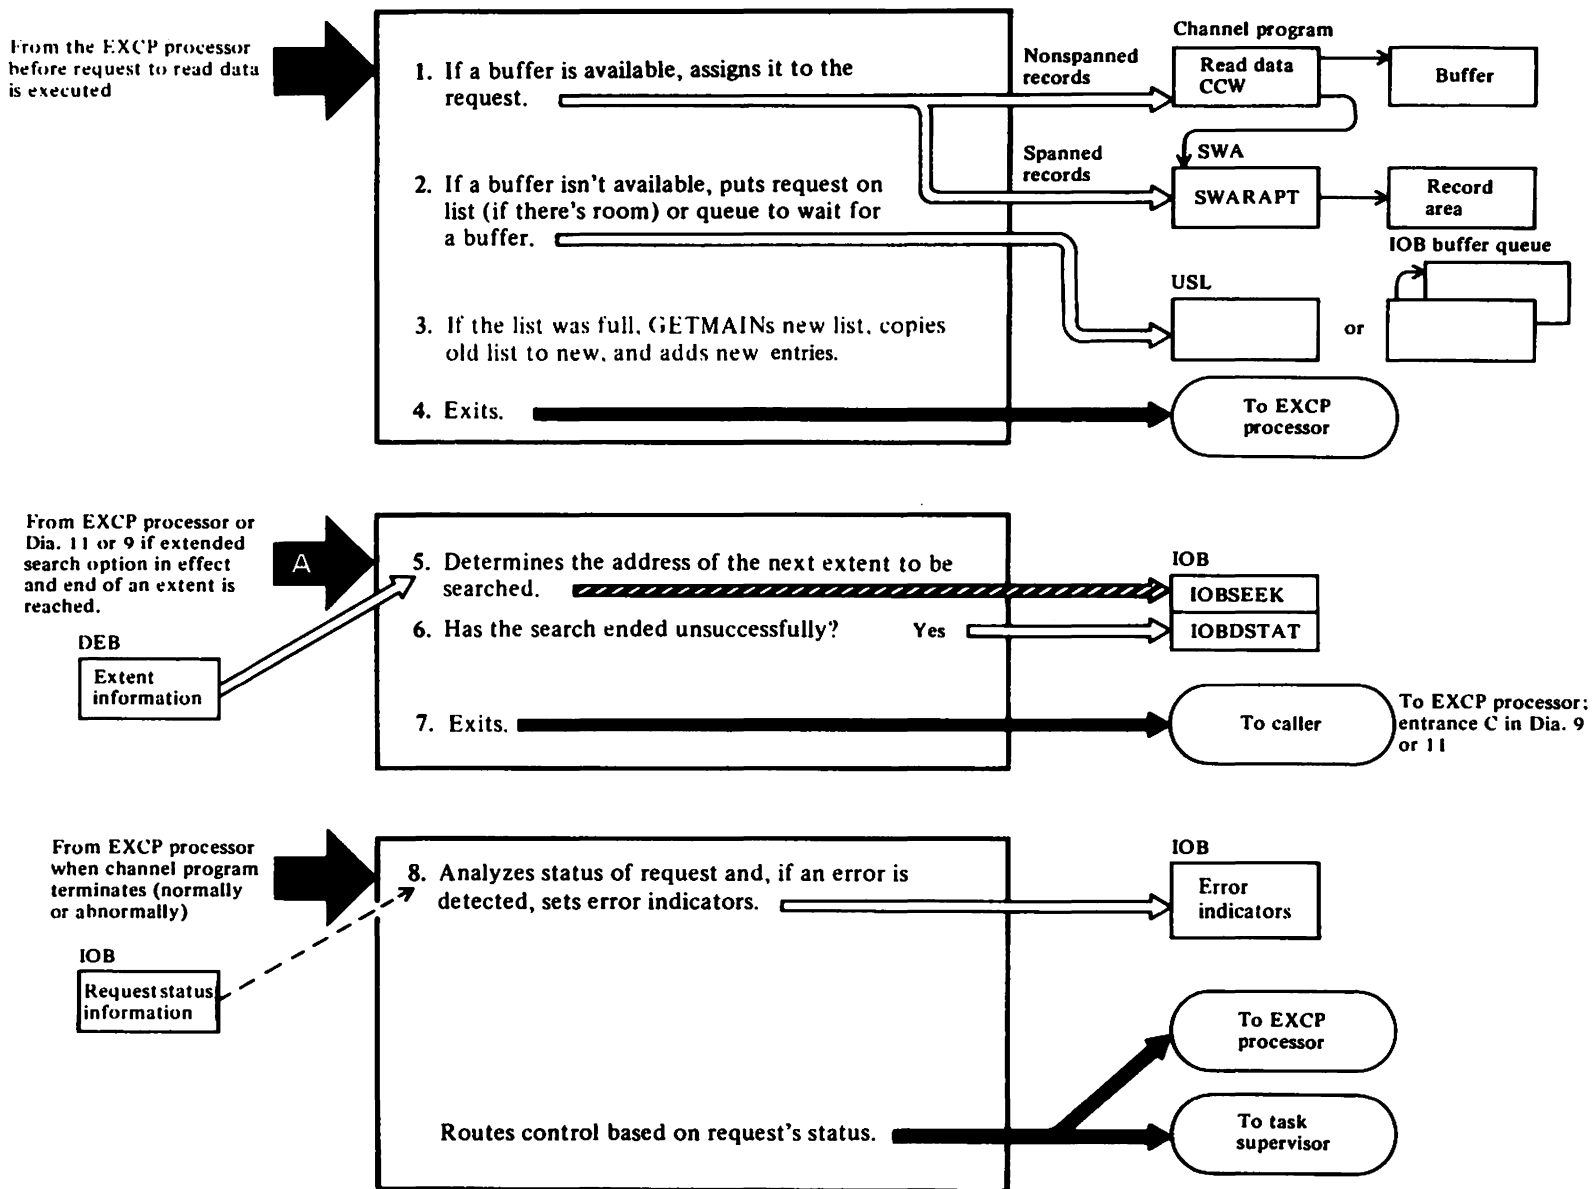 From the EXCP processor
before request to read data
is executed
1. If a buffer is available, assigns it to the
request.
Nonspanned
records
Channel program
Read data
CCW
Buffer
Spanned
records
SWA
SWARAPT
Record
area
2. If a buffer isn't available, puts request on
list (if there's room) or queue to wait for
a buffer.
IOB buffer queue
USL
or
3. If the list was full, GETMAINs new list, copies
old list to new, and adds new entries.
4. Exits.
To EXCP
processor
From EXCP processor or
Dia. 11 or 9 if extended
search option in effect
and end of an extent is
reached.
A
DEB
Extent
information
5. Determines the address of the next extent to be
searched.
IOB
IOBSEEK
6. Has the search ended unsuccessfully? Yes
IOBDSTAT
7. Exits.
To caller
To EXCP processor;
entrance C in Dia. 9
or 11
From EXCP processor
when channel program
terminates (normally
or abnormally)
IOB
Request status
information
8. Analyzes status of request and, if an error is
detected, sets error indicators.
IOB
Error
indicators
To EXCP
processor
Routes control based on request's status.
To task
supervisor